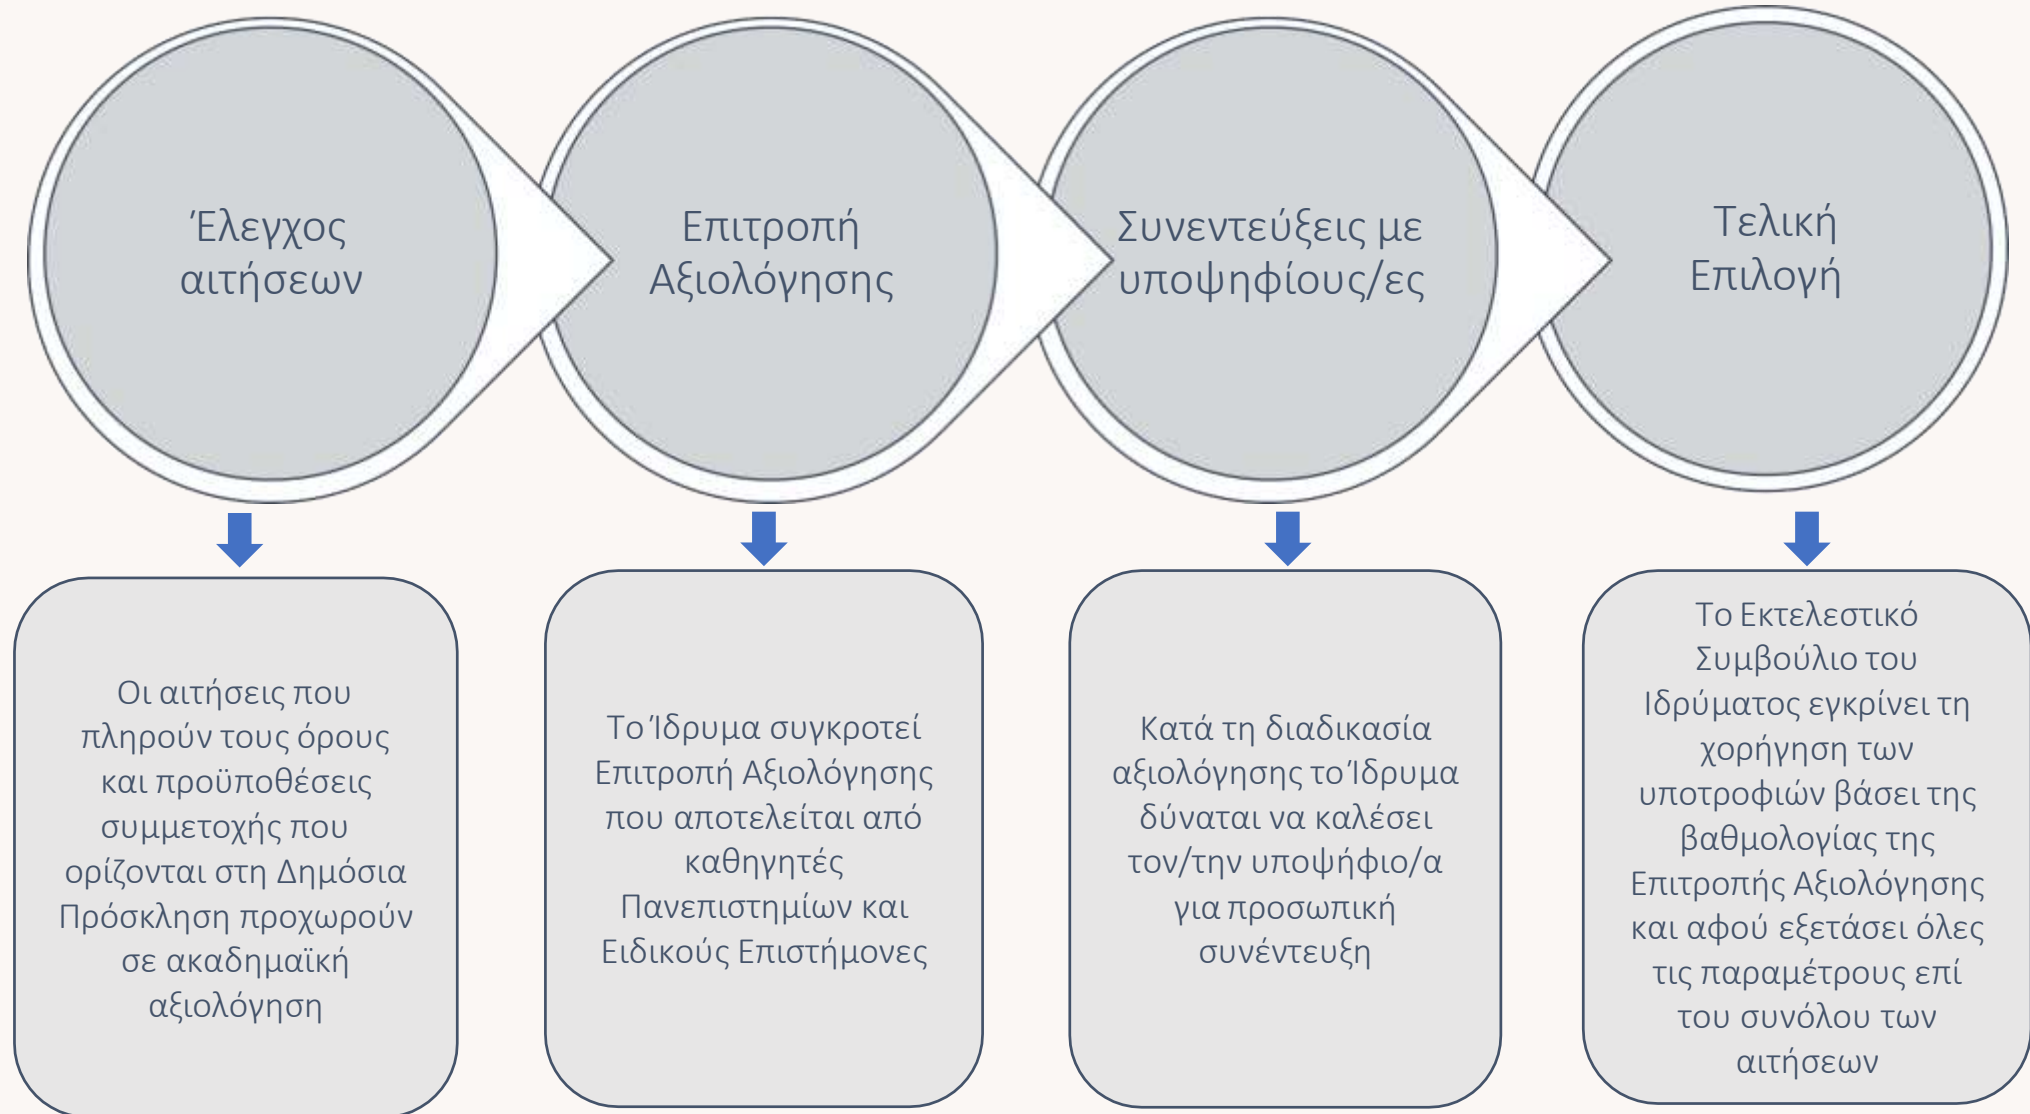 Έλεγχος
αιτήσεων
Επιτροπή
Αξιολόγησης
Συνεντεύξεις με
υποψηφίους/ες
Τελική
Επιλογή
Οι αιτήσεις που
πληρούν τους όρους
και προϋποθέσεις
συμμετοχής που
ορίζονται στη Δημόσια
Πρόσκληση προχωρούν
σε ακαδημαϊκή
αξιολόγηση
Το Ίδρυμα συγκροτεί
Επιτροπή Αξιολόγησης
που αποτελείται από
καθηγητές
Πανεπιστημίων και
Ειδικούς Επιστήμονες
Κατά τη διαδικασία
αξιολόγησης το Ίδρυμα
δύναται να καλέσει
τον/την υποψήφιο/α
για προσωπική
συνέντευξη
Το Εκτελεστικό
Συμβούλιο του
Ιδρύματος εγκρίνει τη
χορήγηση των
υποτροφιών βάσει της
βαθμολογίας της
Επιτροπής Αξιολόγησης
και αφού εξετάσει όλες
τις παραμέτρους επί
του συνόλου των
αιτήσεων